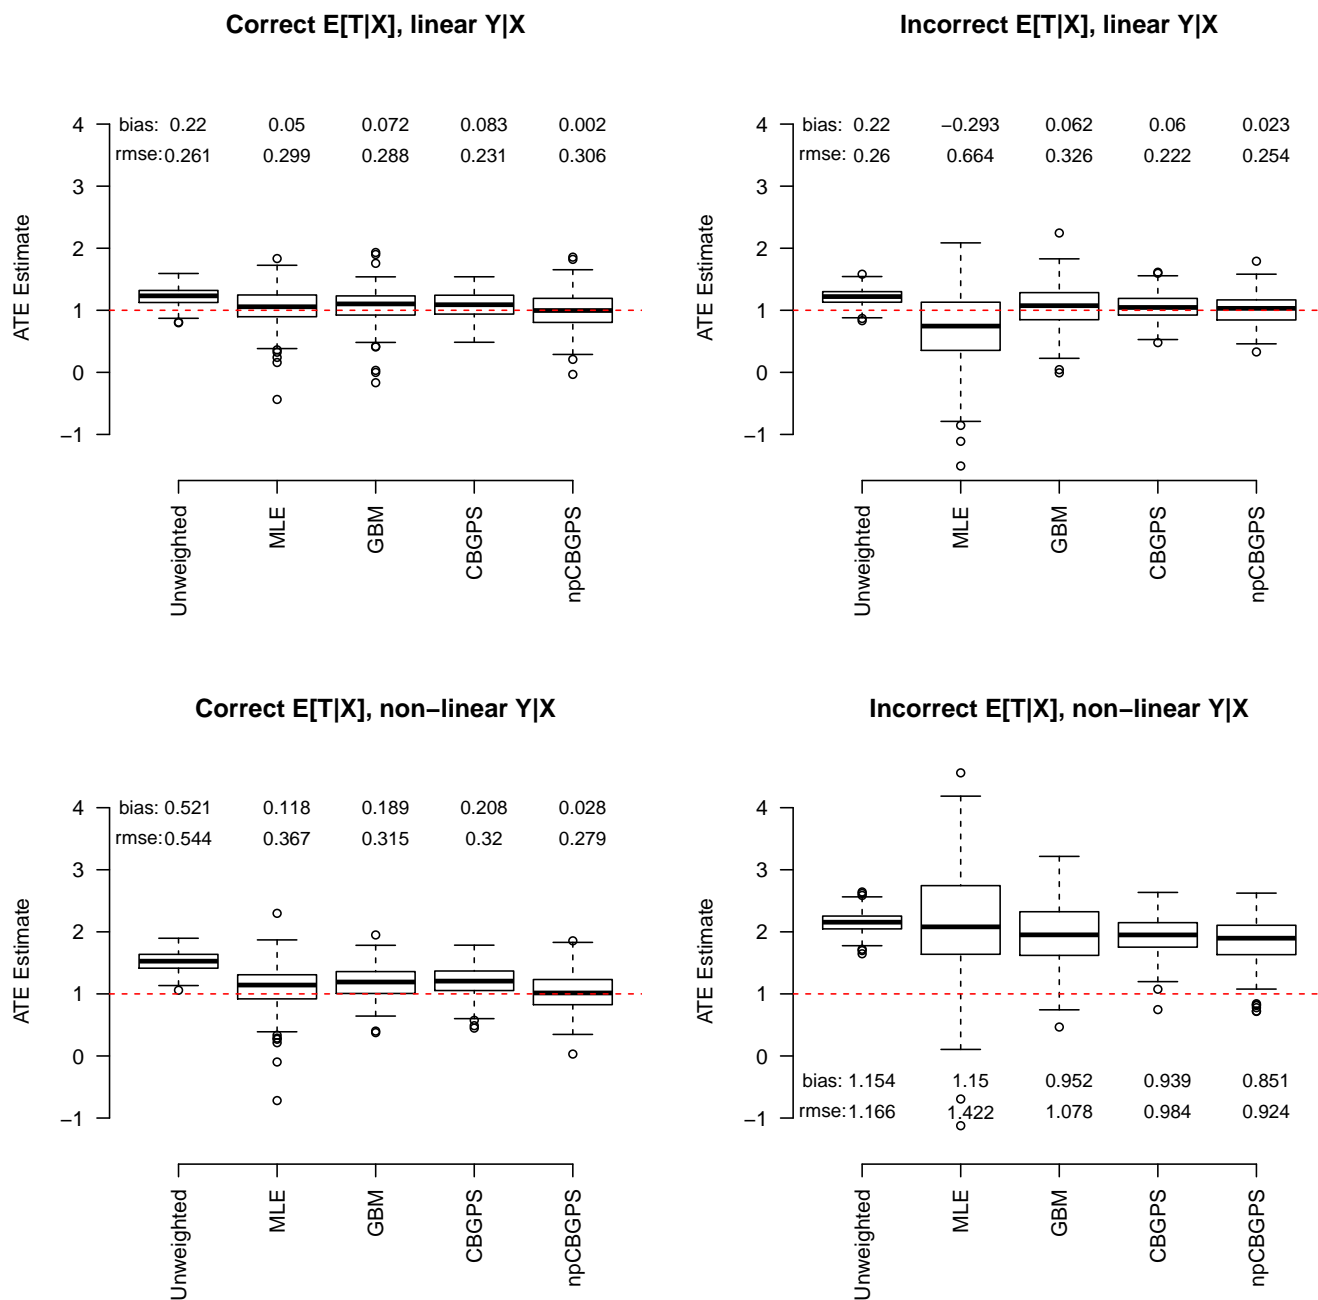 Correct E[T|X], linear Y|X
bias: 0.22 0.05 0.072 0.083 0.002
rmse: 0.261 0.299 0.288 0.231 0.306
4
3
2
1
0
−1
ATE Estimate
Unweighted
MLE
GBM
CBGPS
npCBGPS
Incorrect E[T|X], linear Y|X
bias: 0.22 −0.293 0.062 0.06 0.023
rmse: 0.26 0.664 0.326 0.222 0.254
4
3
2
1
0
−1
ATE Estimate
Unweighted
MLE
GBM
CBGPS
npCBGPS
Correct E[T|X], non−linear Y|X
bias: 0.521 0.118 0.189 0.208 0.028
rmse: 0.544 0.367 0.315 0.32 0.279
4
3
2
1
0
−1
ATE Estimate
Unweighted
MLE
GBM
CBGPS
npCBGPS
Incorrect E[T|X], non−linear Y|X
4
3
2
1
0
−1
ATE Estimate
bias: 1.154 1.15 0.952 0.939 0.851
rmse: 1.166 1.422 1.078 0.984 0.924
Unweighted
MLE
GBM
CBGPS
npCBGPS